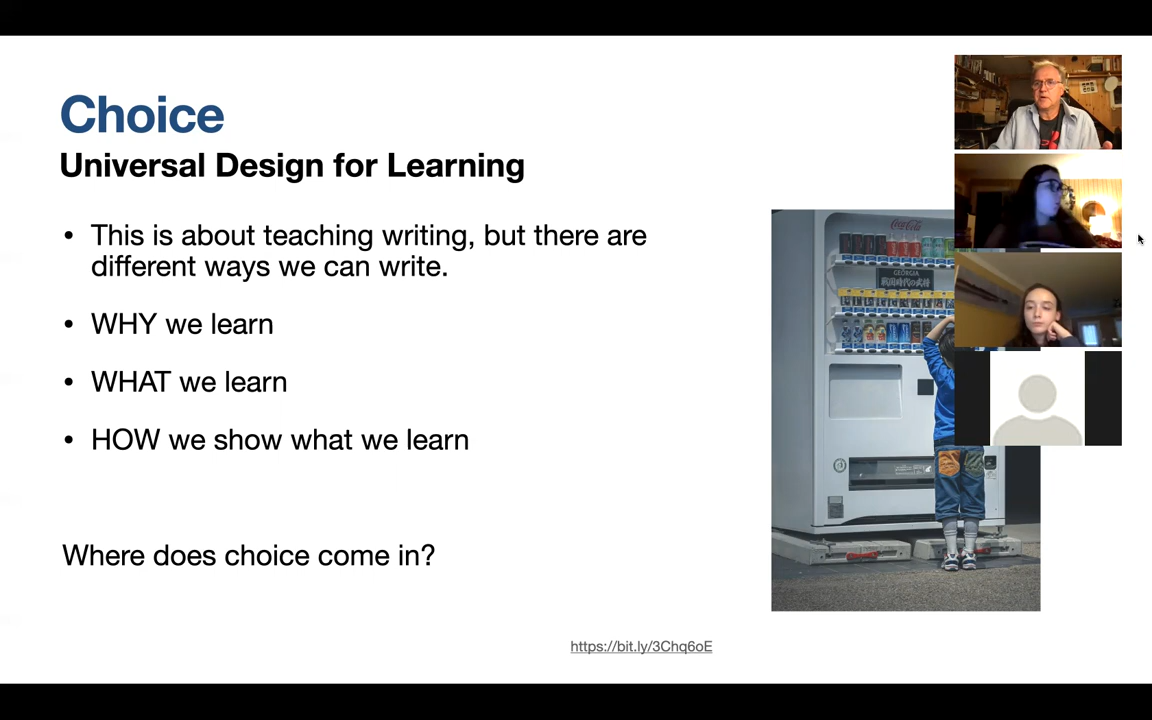 Choice
Universal Design for Learning
• This is about teaching writing, but there are
different ways we can write.
• WHY we learn
• WHAT we learn
• HOW we show what we learn
Where does choice come in?
Coca-Cola
GEORGIA
https://bit.ly/3Chq6oE